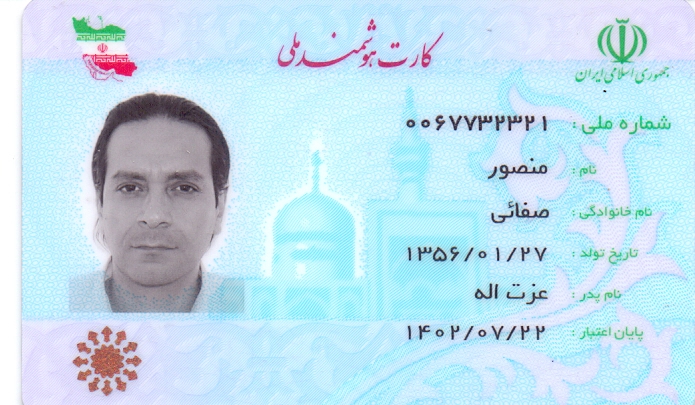 کارت هوشمند ملی
جمهوری اسلامی ایران
شماره ملی : ۰۰۶۷۷۳۲۳۲۱
نام : منصور
نام خانوادگی : صفائی
تاریخ تولد : ۱۳۵۶/۰۱/۲۷
نام پدر : عزت اله
پایان اعتبار : ۱۴۰۲/۰۷/۲۲